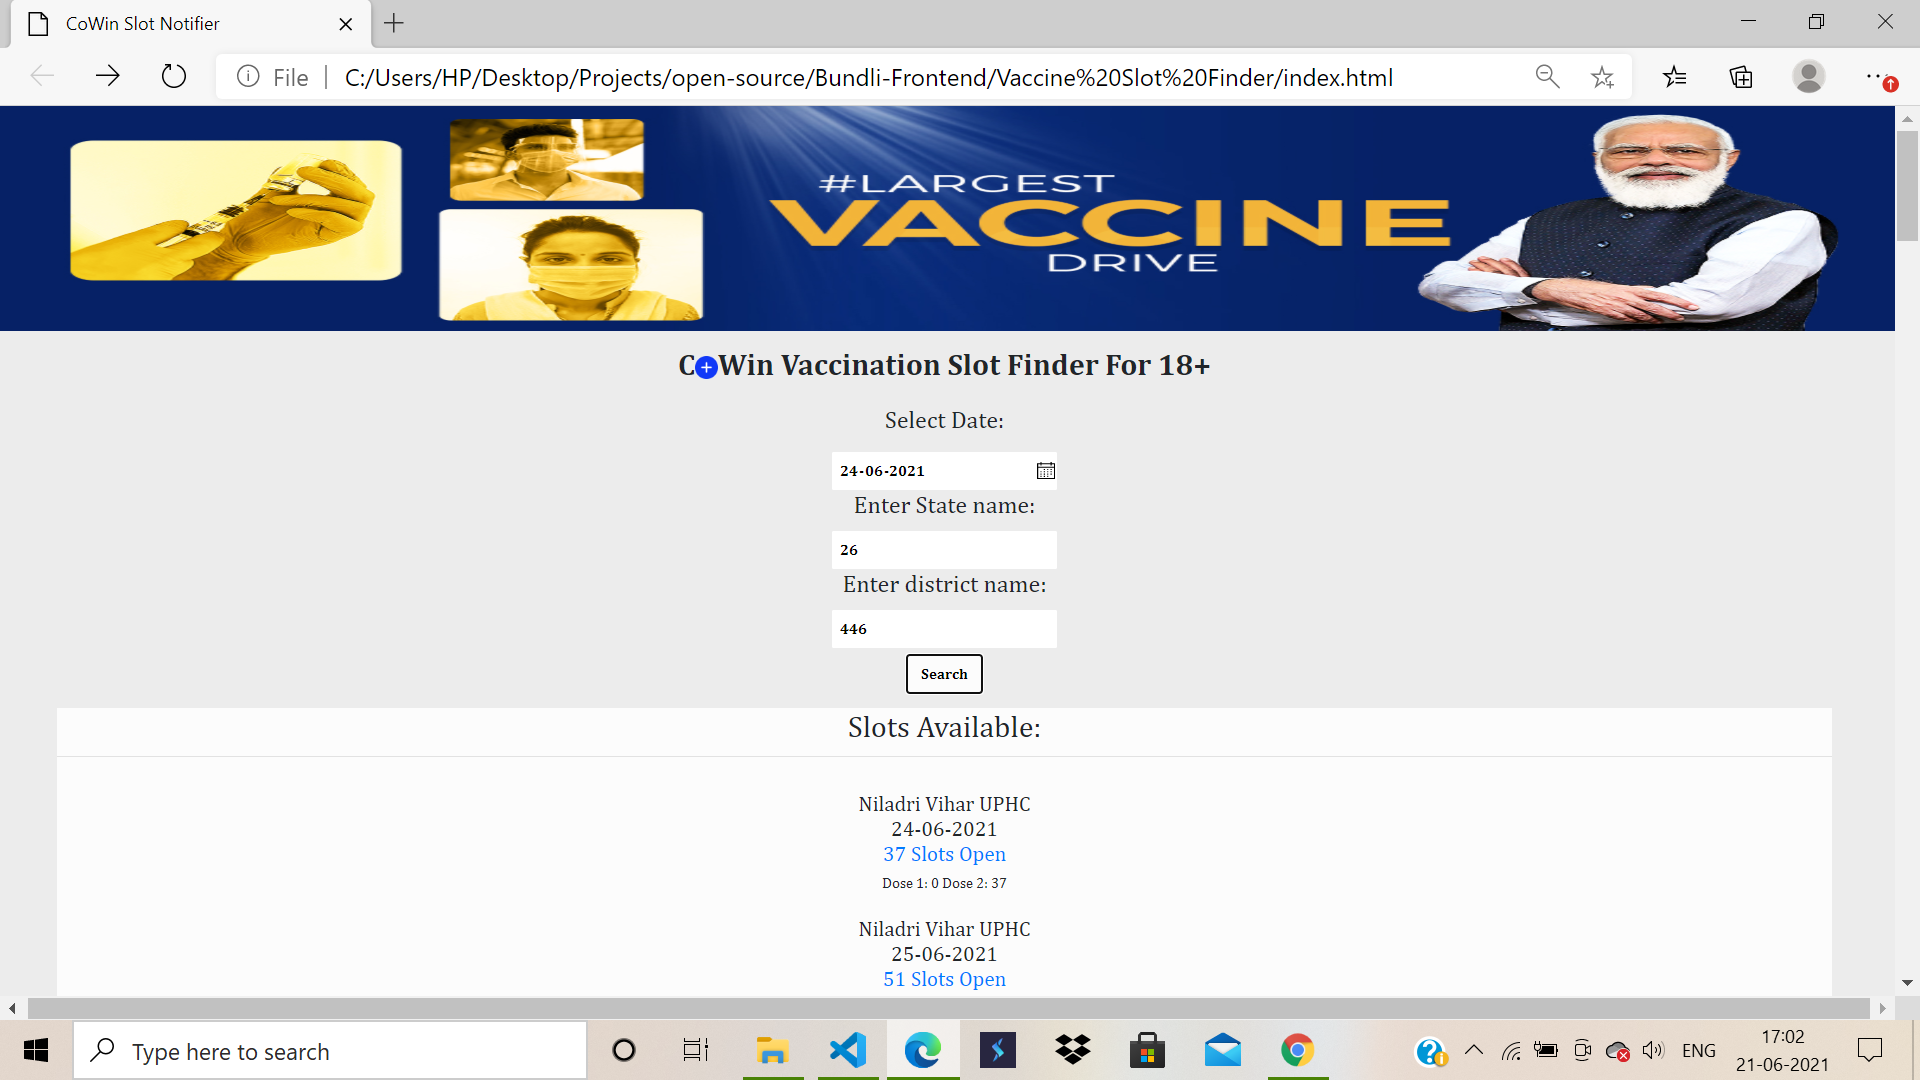 CoWin Slot Notifier
File
C:/Users/HP/Desktop/Projects/open-source/Bundli-Frontend/Vaccine%20Slot%20Finder/index.html
#LARGEST
VACCINE
DRIVE
CoWin Vaccination Slot Finder For 18+
Select Date:
24-06-2021
Enter State name:
26
Enter district name:
446
Search
Slots Available:
Niladri Vihar UPHC
24-06-2021
37 Slots Open
Dose 1: 0 Dose 2: 37
Niladri Vihar UPHC
25-06-2021
51 Slots Open
Type here to search
ENG
17:02
21-06-2021